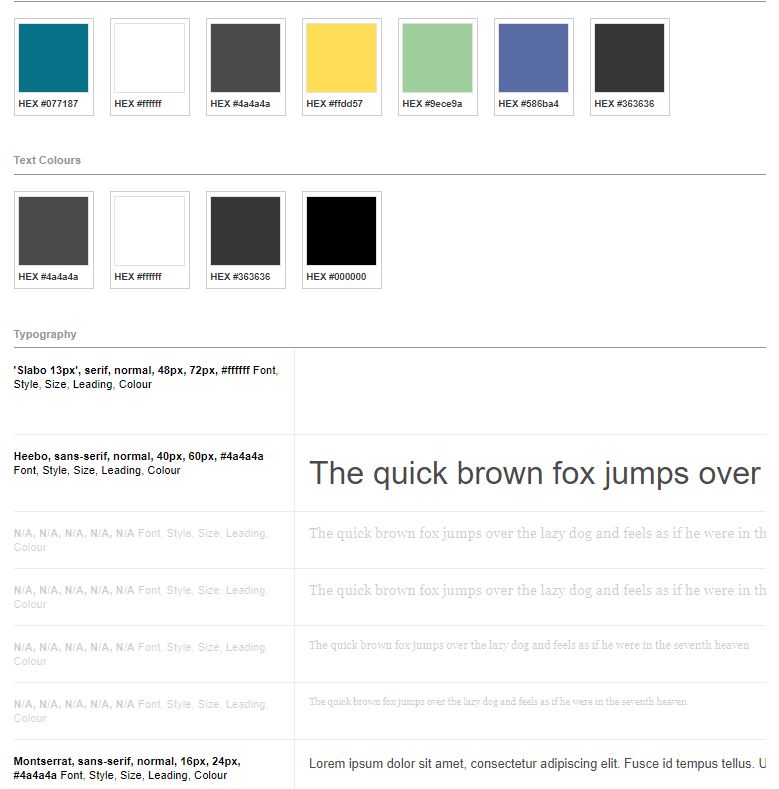 HEX #077187 HEX #ffffff HEX #4a4a4a HEX #ffdd57 HEX #9ece9a HEX #586ba4 HEX #363636
Text Colours
HEX #4a4a4a HEX #ffffff HEX #363636 HEX #000000
Typography
'Slabo 13px', serif, normal, 48px, 72px, #ffffff Font,
Style, Size, Leading, Colour
Heebo, sans-serif, normal, 40px, 60px, #4a4a4a
Font, Style, Size, Leading, Colour
The quick brown fox jumps over
N/A, N/A, N/A, N/A, N/A Font, Style, Size, Leading,
Colour
The quick brown fox jumps over the lazy dog and feels as if he were in th
N/A, N/A, N/A, N/A, N/A Font, Style, Size, Leading,
Colour
The quick brown fox jumps over the lazy dog and feels as if he were in th
N/A, N/A, N/A, N/A, N/A Font, Style, Size, Leading,
Colour
The quick brown fox jumps over the lazy dog and feels as if he were in the seventh heaven
N/A, N/A, N/A, N/A, N/A Font, Style, Size, Leading,
Colour
The quick brown fox jumps over the lazy dog and feels as if he were in the seventh heaven
Montserrat, sans-serif, normal, 16px, 24px,
#4a4a4a Font, Style, Size, Leading, Colour
Lorem ipsum dolor sit amet, consectetur adipiscing elit. Fusce id tempus tellus. U